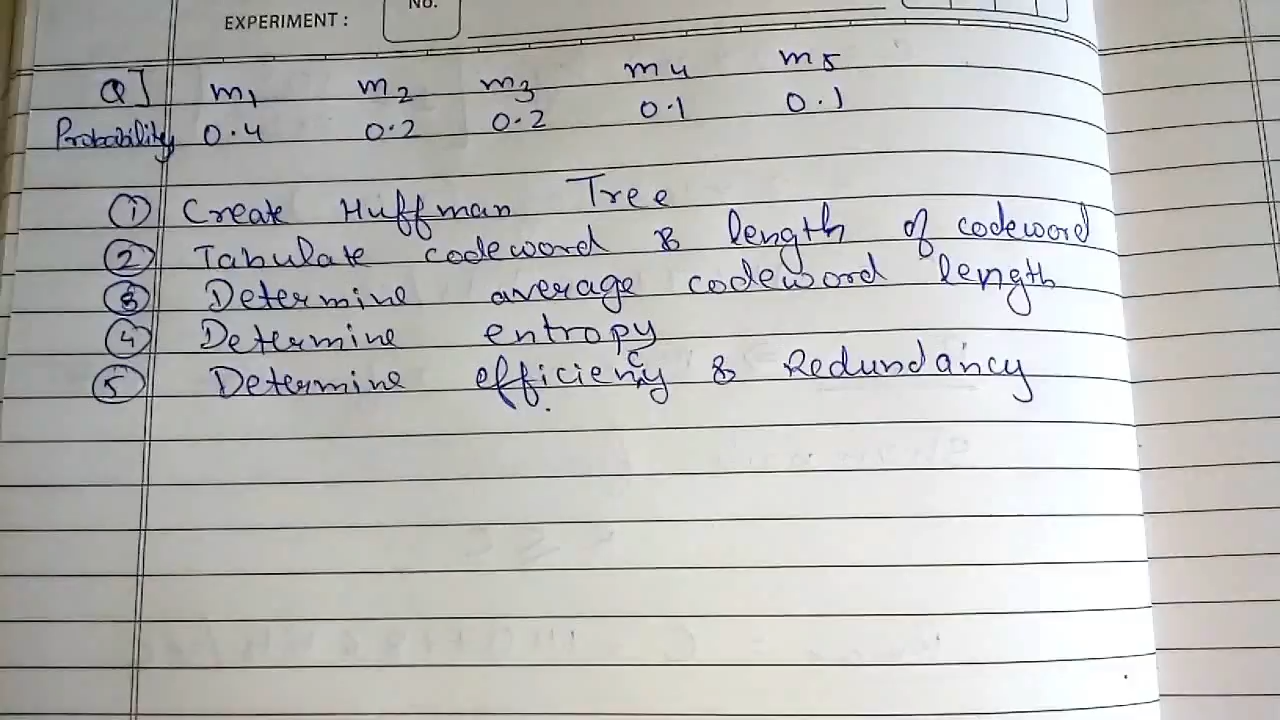 No.
EXPERIMENT :
Q] m1 m2 m3 m4 m5
Probability 0.4 0.2 0.2 0.1 0.1
① Create Huffman Tree
② Tabulate codeword & length of codeword
③ Determine average codeword length
④ Determine entropy
⑤ Determine efficiency & Redundancy